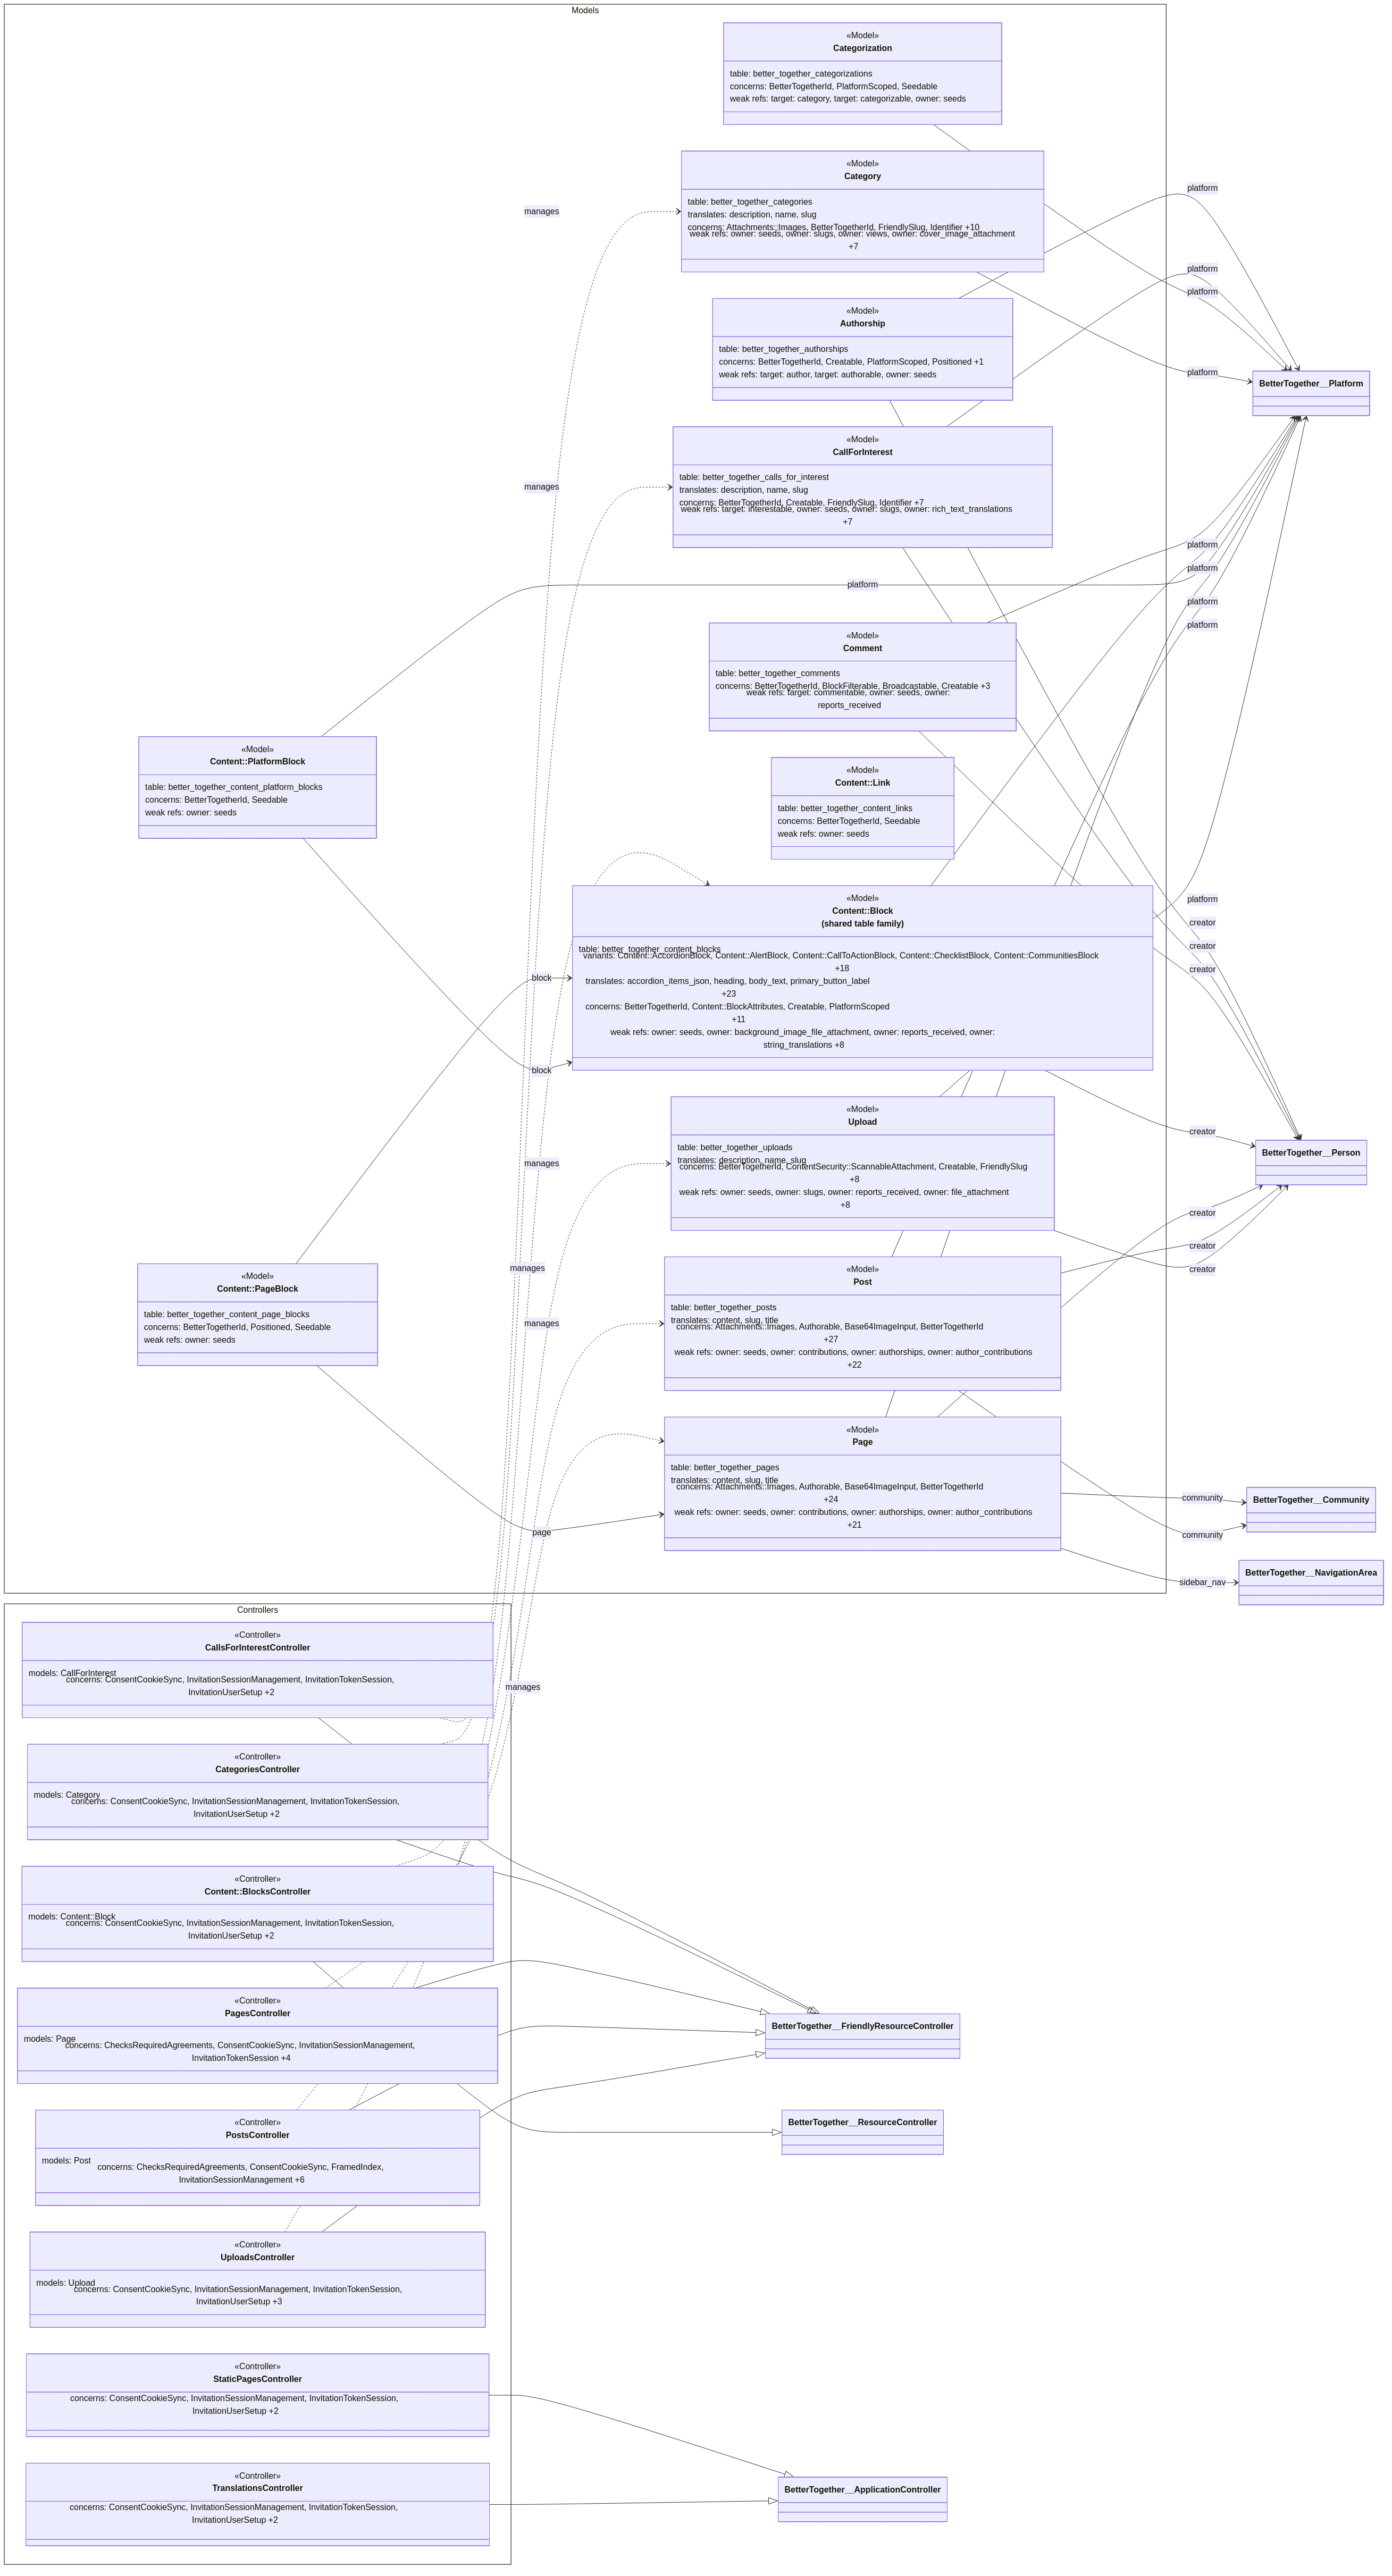 Models
«Model»
Categorization
table: better_together_categorizations
concerns: BetterTogetherId, PlatformScoped, Seedable
weak refs: target: category, target: categorizable, owner: seeds
«Model»
Category
table: better_together_categories
translates: description, name, slug
concerns: Attachments::Images, BetterTogetherId, FriendlySlug, Identifier +10
weak refs: owner: seeds, owner: slugs, owner: views, owner: cover_image_attachment
+7
manages
platform
«Model»
Authorship
table: better_together_authorships
concerns: BetterTogetherId, Creatable, PlatformScoped, Positioned +1
weak refs: target: author, target: authorable, owner: seeds
platform
platform
platform
BetterTogether__Platform
«Model»
CallForInterest
table: better_together_calls_for_interest
translates: description, name, slug
concerns: BetterTogetherId, Creatable, FriendlySlug, Identifier +7
weak refs: target: interestable, owner: seeds, owner: slugs, owner: rich_text_translations
+7
manages
platform
platform
platform
platform
platform
«Model»
Comment
table: better_together_comments
concerns: BetterTogetherId, BlockFilterable, Broadcastable, Creatable +3
weak refs: target: commentable, owner: seeds, owner:
reports_received
«Model»
Content::PlatformBlock
table: better_together_content_platform_blocks
concerns: BetterTogetherId, Seedable
weak refs: owner: seeds
«Model»
Content::Link
table: better_together_content_links
concerns: BetterTogetherId, Seedable
weak refs: owner: seeds
«Model»
Content::Block
(shared table family)
table: better_together_content_blocks
variants: Content::AccordionBlock, Content::AlertBlock, Content::CallToActionBlock, Content::ChecklistBlock, Content::CommunitiesBlock
+18
translates: accordion_items_json, heading, body_text, primary_button_label
+23
concerns: BetterTogetherId, Content::BlockAttributes, Creatable, PlatformScoped
+11
weak refs: owner: seeds, owner: background_image_file_attachment, owner: reports_received, owner:
string_translations +8
block
block
platform
creator
creator
creator
creator
«Model»
Upload
table: better_together_uploads
translates: description, name, slug
concerns: BetterTogetherId, ContentSecurity::ScannableAttachment, Creatable, FriendlySlug
+8
weak refs: owner: seeds, owner: slugs, owner: reports_received, owner: file_attachment
+8
manages
BetterTogether__Person
creator
creator
creator
«Model»
Content::PageBlock
table: better_together_content_page_blocks
concerns: BetterTogetherId, Positioned, Seedable
weak refs: owner: seeds
manages
manages
«Model»
Post
table: better_together_posts
translates: content, slug, title
concerns: Attachments::Images, Authorable, Base64ImageInput, BetterTogetherId
+27
weak refs: owner: seeds, owner: contributions, owner: authorships, owner: author_contributions
+22
«Model»
Page
table: better_together_pages
translates: content, slug, title
concerns: Attachments::Images, Authorable, Base64ImageInput, BetterTogetherId
+24
weak refs: owner: seeds, owner: contributions, owner: authorships, owner: author_contributions
+21
page
community
community
BetterTogether__Community
sidebar_nav
BetterTogether__NavigationArea
Controllers
«Controller»
CallsForInterestController
models: CallForInterest
concerns: ConsentCookieSync, InvitationSessionManagement, InvitationTokenSession,
InvitationUserSetup +2
manages
«Controller»
CategoriesController
models: Category
concerns: ConsentCookieSync, InvitationSessionManagement, InvitationTokenSession,
InvitationUserSetup +2
«Controller»
Content::BlocksController
models: Content::Block
concerns: ConsentCookieSync, InvitationSessionManagement, InvitationTokenSession,
InvitationUserSetup +2
«Controller»
PagesController
models: Page
concerns: ChecksRequiredAgreements, ConsentCookieSync, InvitationSessionManagement,
InvitationTokenSession +4
BetterTogether__FriendlyResourceController
«Controller»
PostsController
models: Post
concerns: ChecksRequiredAgreements, ConsentCookieSync, FramedIndex,
InvitationSessionManagement +6
BetterTogether__ResourceController
«Controller»
UploadsController
models: Upload
concerns: ConsentCookieSync, InvitationSessionManagement, InvitationTokenSession,
InvitationUserSetup +3
«Controller»
StaticPagesController
concerns: ConsentCookieSync, InvitationSessionManagement, InvitationTokenSession,
InvitationUserSetup +2
«Controller»
TranslationsController
concerns: ConsentCookieSync, InvitationSessionManagement, InvitationTokenSession,
InvitationUserSetup +2
BetterTogether__ApplicationController